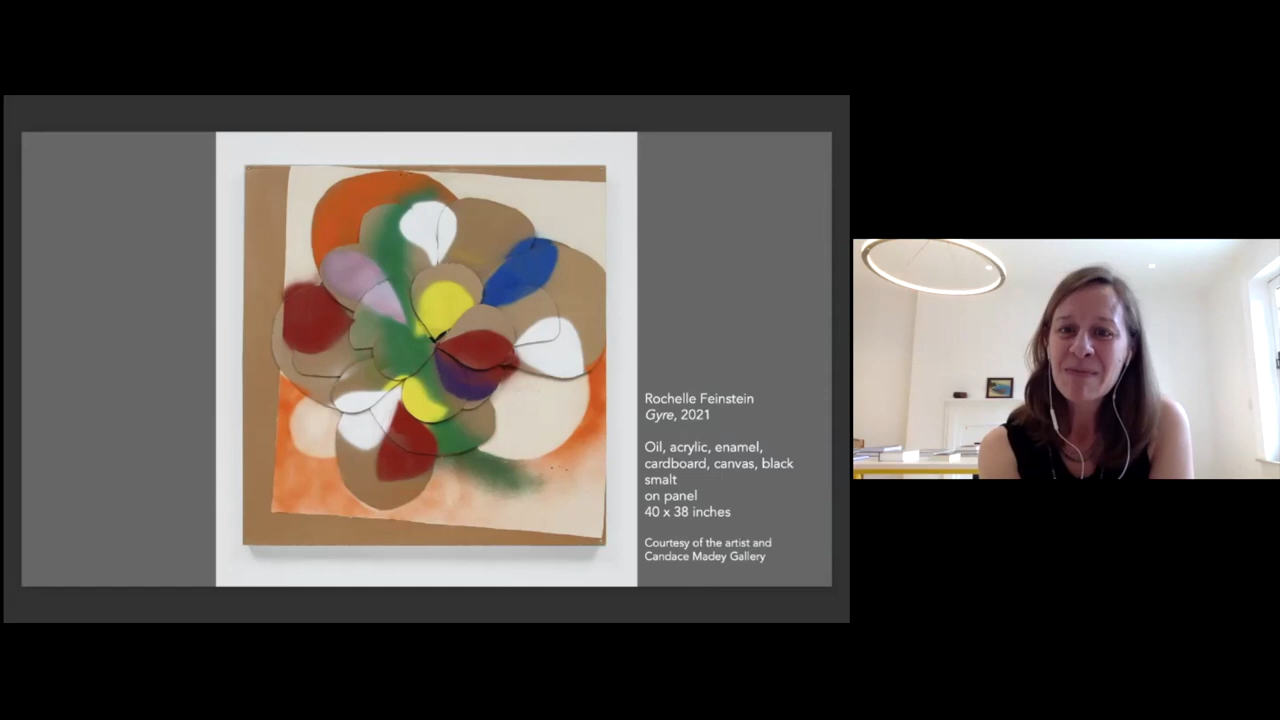 Rochelle Feinstein
Gyre, 2021
Oil, acrylic, enamel,
cardboard, canvas, black
smalt
on panel
40 x 38 inches
Courtesy of the artist and
Candace Madey Gallery